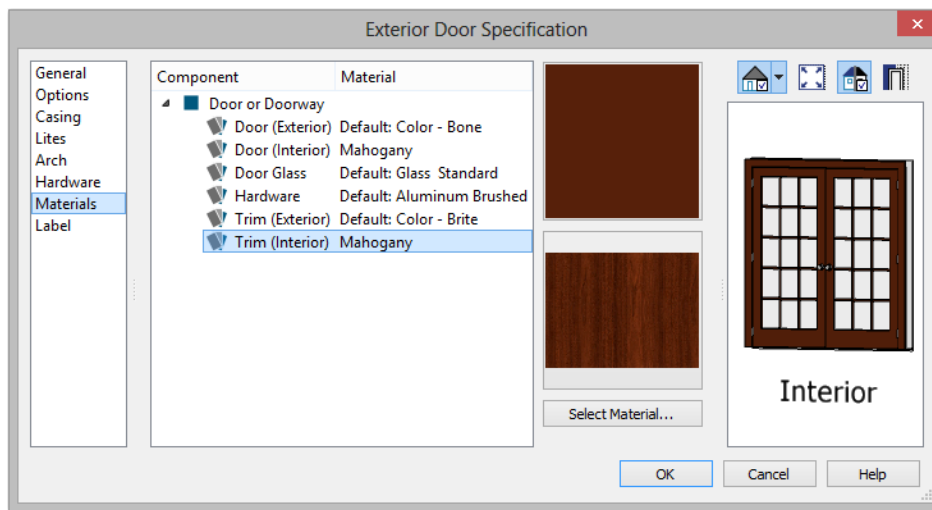 Exterior Door Specification
General
Options
Casing
Lites
Arch
Hardware
Materials
Label
Component Material
Door or Doorway
Door (Exterior) Default: Color - Bone
Door (Interior) Mahogany
Door Glass Default: Glass Standard
Hardware Default: Aluminum Brushed
Trim (Exterior) Default: Color - Brite
Trim (Interior) Mahogany
Select Material...
Interior
OK Cancel Help